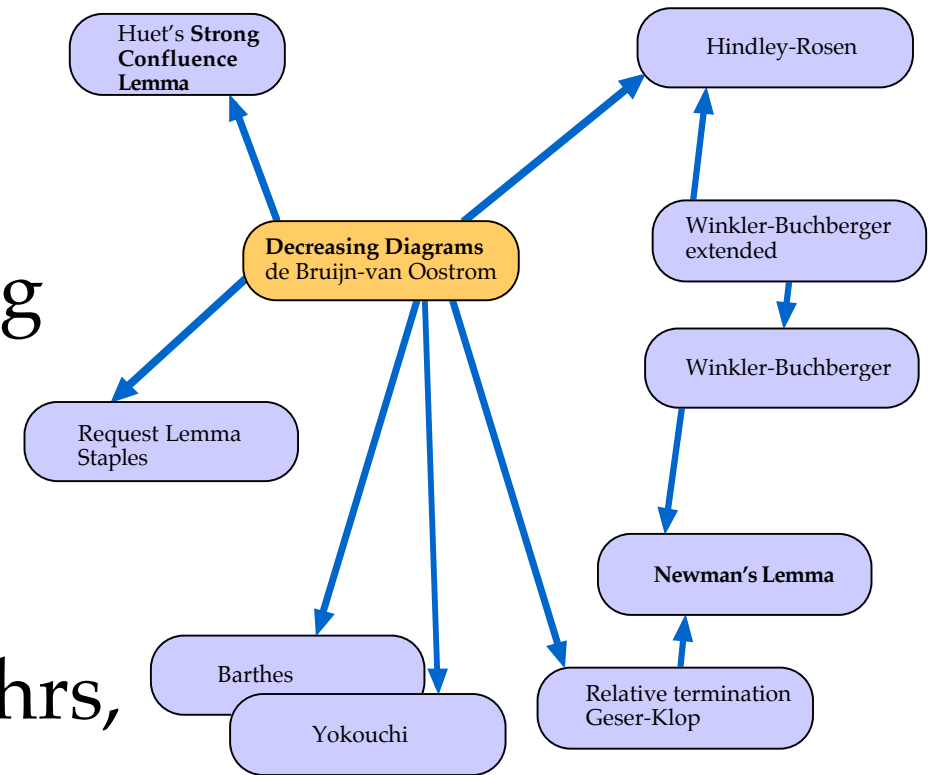 Huet's Strong
Confluence
Lemma
Hindley-Rosen
Winkler-Buchberger
extended
Decreasing Diagrams
de Bruijn-van Oostrom
g
Winkler-Buchberger
Request Lemma
Staples
Newman's Lemma
Barthes
hrs,
Relative termination
Geser-Klop
Yokouchi